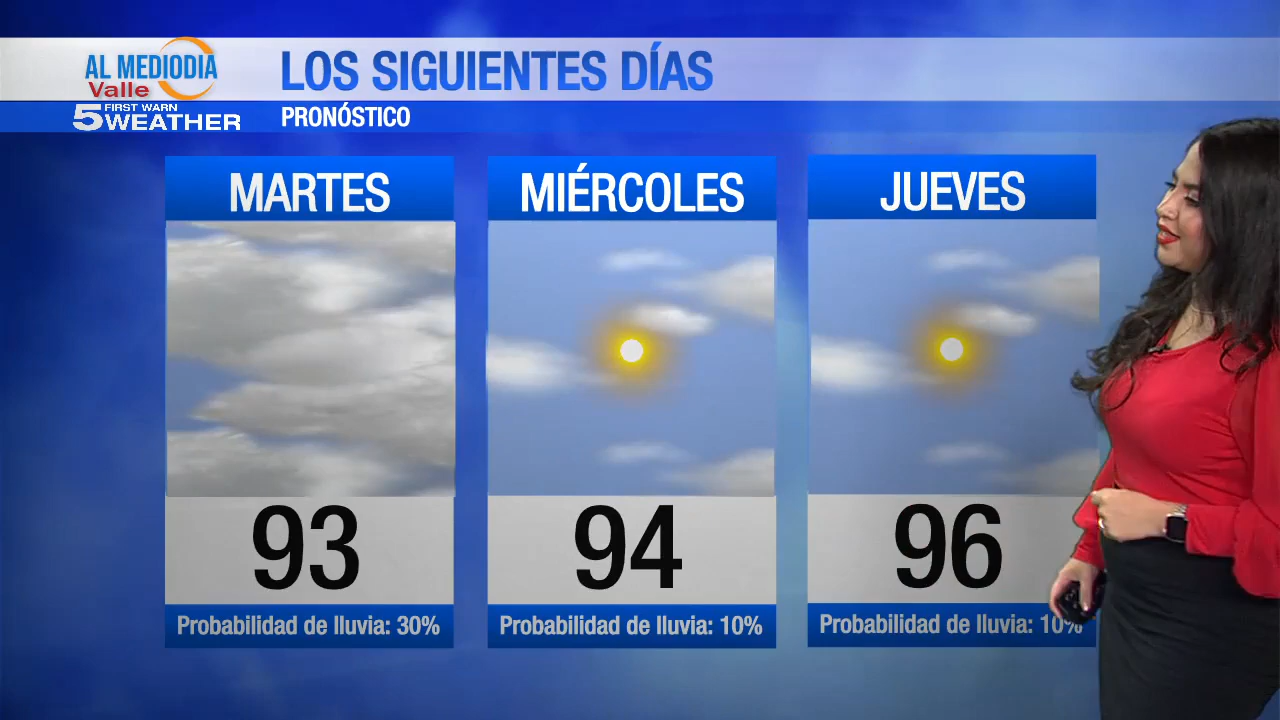 AL MEDIODIA
Valle
5 FIRST WARN
WEATHER
LOS SIGUIENTES DÍAS
PRONÓSTICO
MARTES
MIÉRCOLES
JUEVES
93
94
96
Probabilidad de lluvia: 30%
Probabilidad de lluvia: 10%
Probabilidad de lluvia: 10%